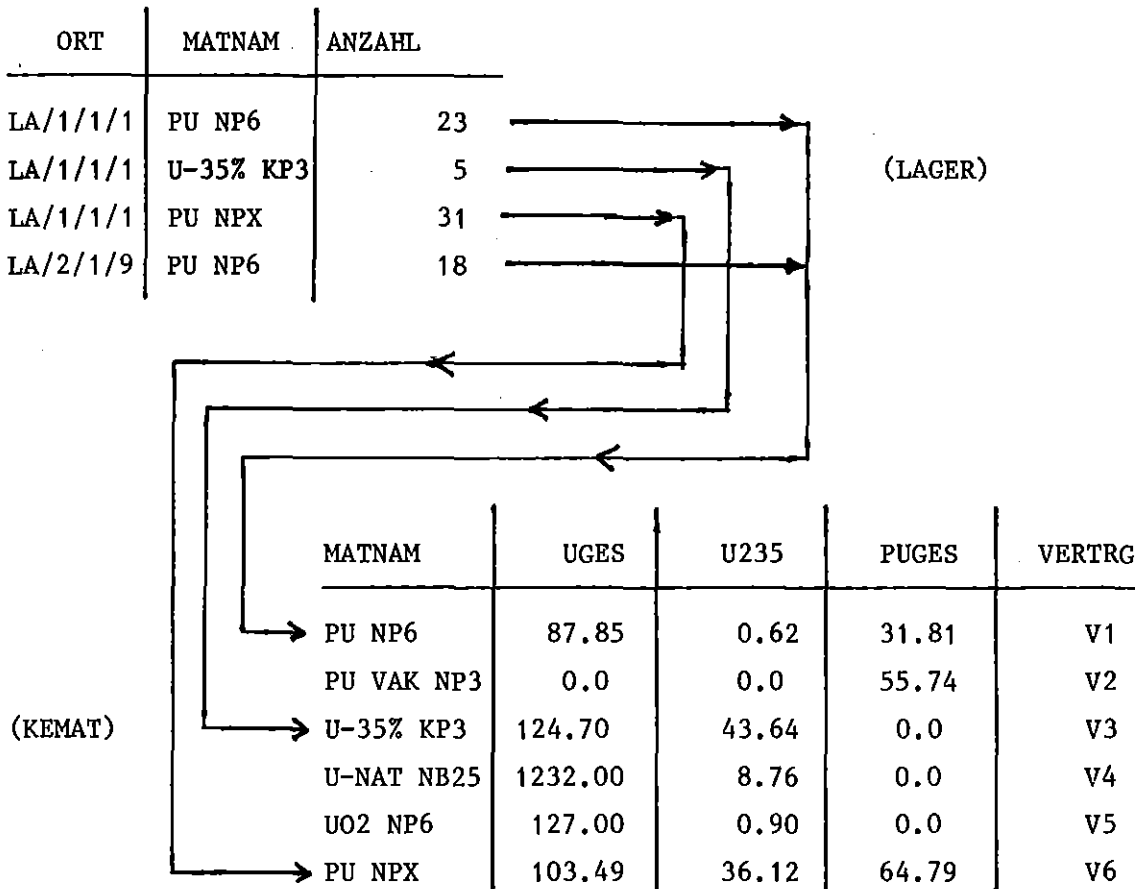 ORT MATNAM ANZAHL
LA/1/1/1 PU NP6 23
LA/1/1/1 U-35% KP3 5 (LAGER)
LA/1/1/1 PU NPX 31
LA/2/1/9 PU NP6 18
MATNAM UGES U235 PUGES VERTRG
PU NP6 87.85 0.62 31.81 V1
PU VAK NP3 0.0 0.0 55.74 V2
(KEMAT) U-35% KP3 124.70 43.64 0.0 V3
U-NAT NB25 1232.00 8.76 0.0 V4
UO2 NP6 127.00 0.90 0.0 V5
PU NPX 103.49 36.12 64.79 V6